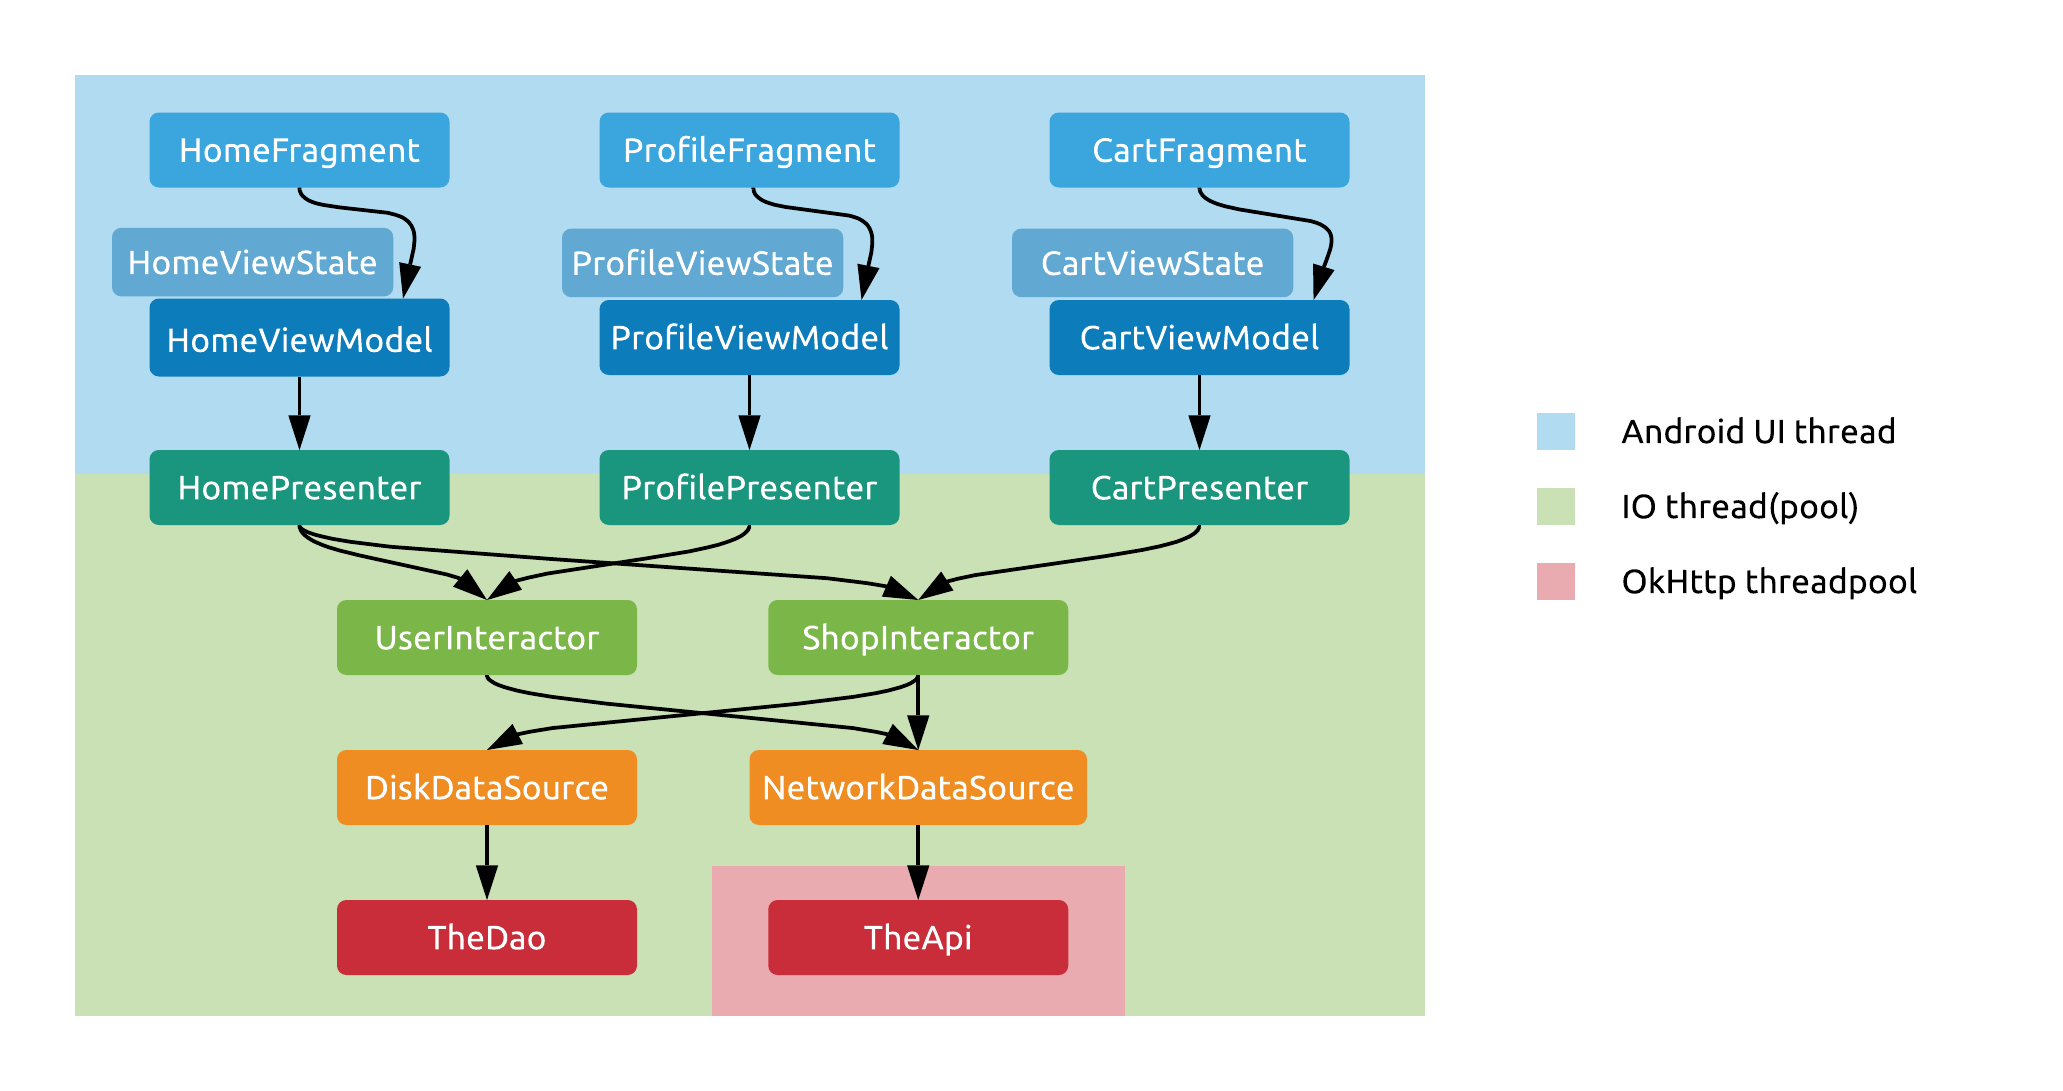 HomeFragment
ProfileFragment
CartFragment
HomeViewState
ProfileViewState
CartViewState
HomeViewModel
ProfileViewModel
CartViewModel
HomePresenter
ProfilePresenter
CartPresenter
UserInteractor
ShopInteractor
DiskDataSource
NetworkDataSource
TheDao
TheApi
Android UI thread
IO thread(pool)
OkHttp threadpool